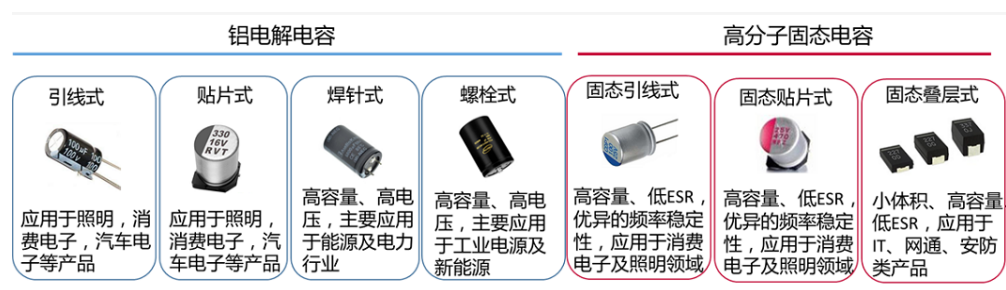 铝电解电容
高分子固态电容
引线式
100μF
100V
应用于照明，消
费电子，汽车电
子等产品
贴片式
330
16V
RVT
应用于照明，
消费电子，汽
车电子等产品
焊针式
高容量、高电
压，主要应用
于能源及电力
行业
螺栓式
高容量、高电
压，主要应用
于工业电源及
新能源
固态引线式
高容量、低ESR，
优异的频率稳定
性，应用于消费
电子及照明领域
固态贴片式
高容量、低ESR，
优异的频率稳定
性，应用于消费
电子及照明领域
固态叠层式
小体积、高容量
低ESR，应用于
IT、网通、安防
类产品